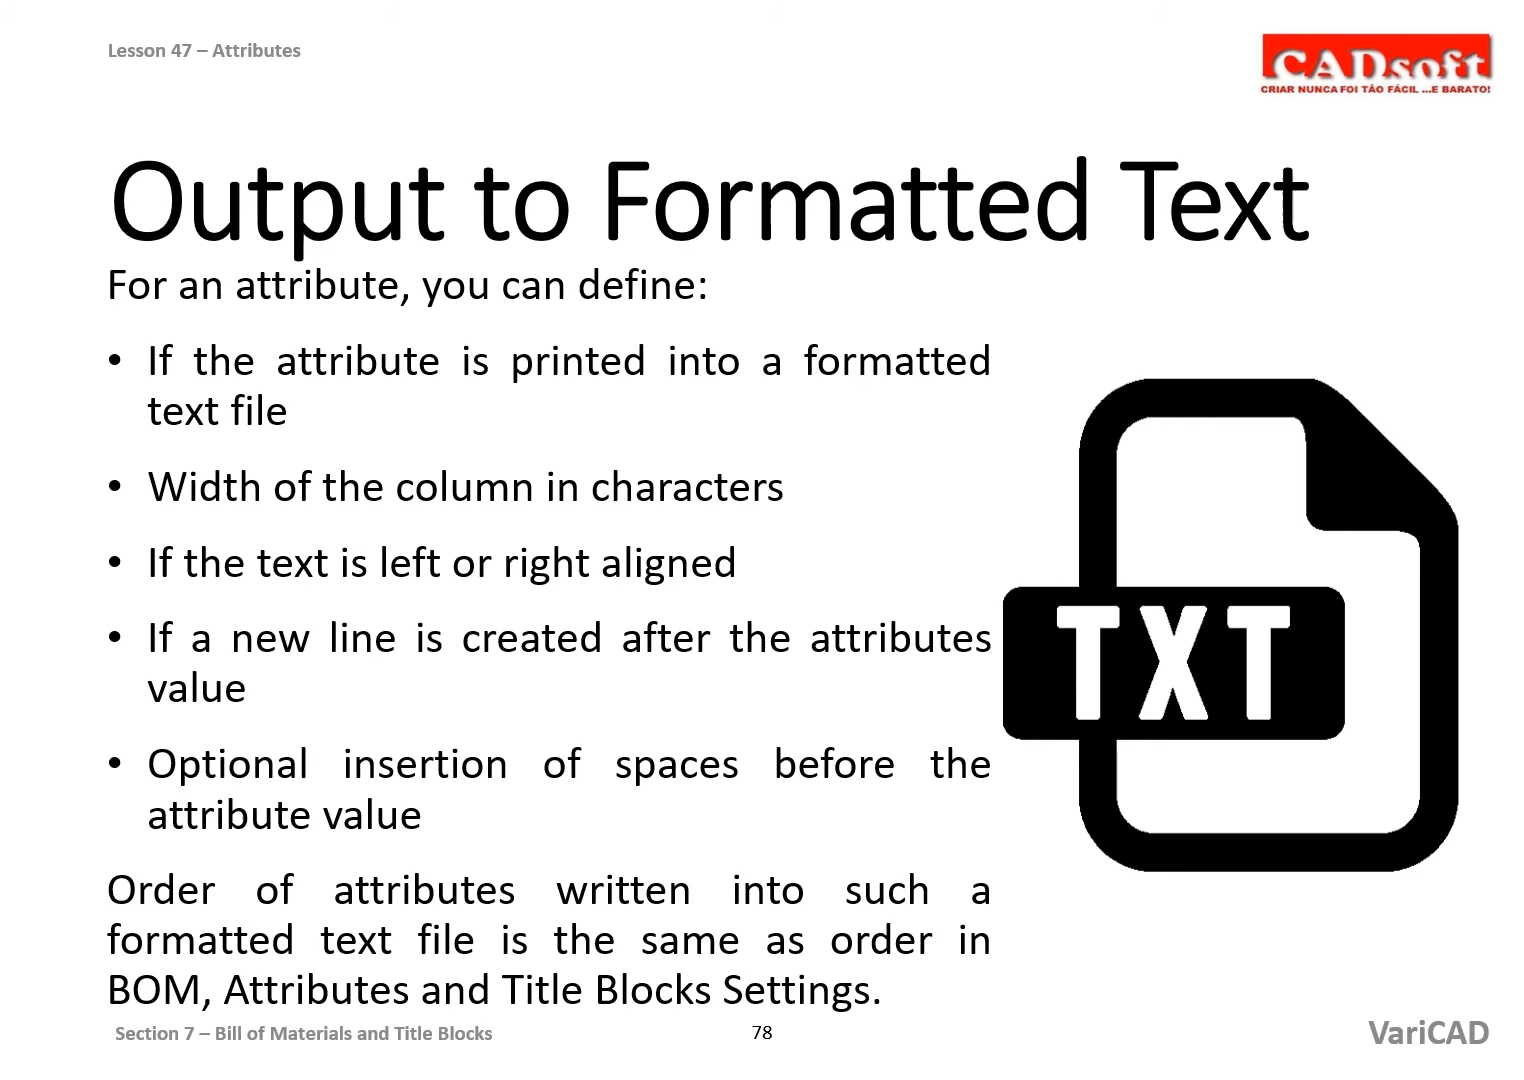 Lesson 47 – Attributes
CADsoft
CRIAR NUNCA FOI TÃO FÁCIL ...E BARATO!
Output to Formatted Text
For an attribute, you can define:
• If the attribute is printed into a formatted
text file
• Width of the column in characters
• If the text is left or right aligned
• If a new line is created after the attributes
value
• Optional insertion of spaces before the
attribute value
Order of attributes written into such a
formatted text file is the same as order in
BOM, Attributes and Title Blocks Settings.
TXT
Section 7 – Bill of Materials and Title Blocks
78
VariCAD